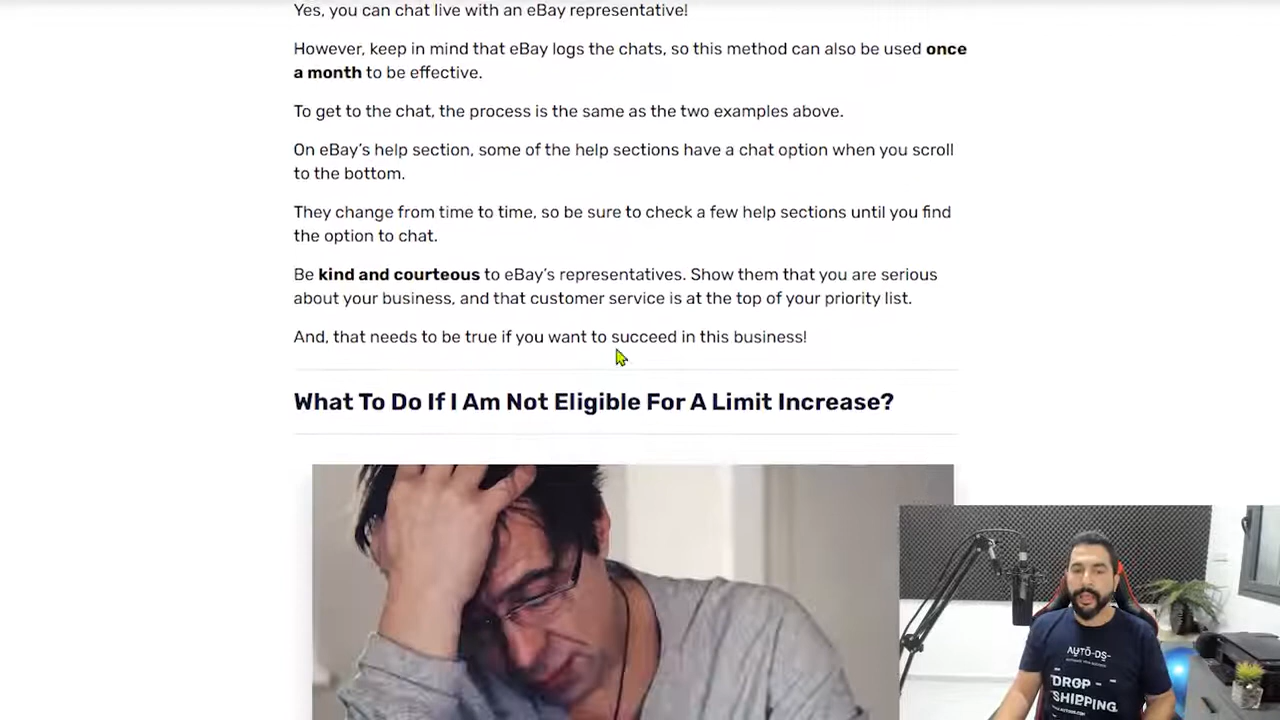 Yes, you can chat live with an eBay representative!
However, keep in mind that eBay logs the chats, so this method can also be used once
a month to be effective.
To get to the chat, the process is the same as the two examples above.
On eBay's help section, some of the help sections have a chat option when you scroll
to the bottom.
They change from time to time, so be sure to check a few help sections until you find
the option to chat.
Be kind and courteous to eBay's representatives. Show them that you are serious
about your business, and that customer service is at the top of your priority list.
And, that needs to be true if you want to succeed in this business!
What To Do If I Am Not Eligible For A Limit Increase?
AUTO-DS-
DROP -
SHIPPING